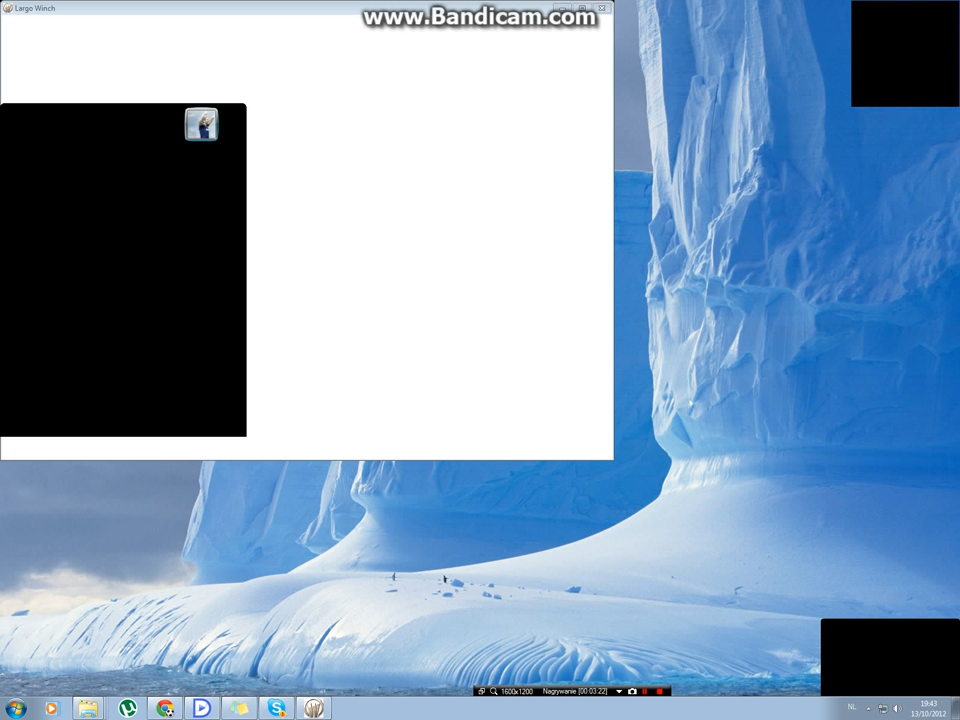 Largo Winch
www.Bandicam.com
1600x1200 Nagrywanie [00:03:22]
NL
19:43
13/10/2012